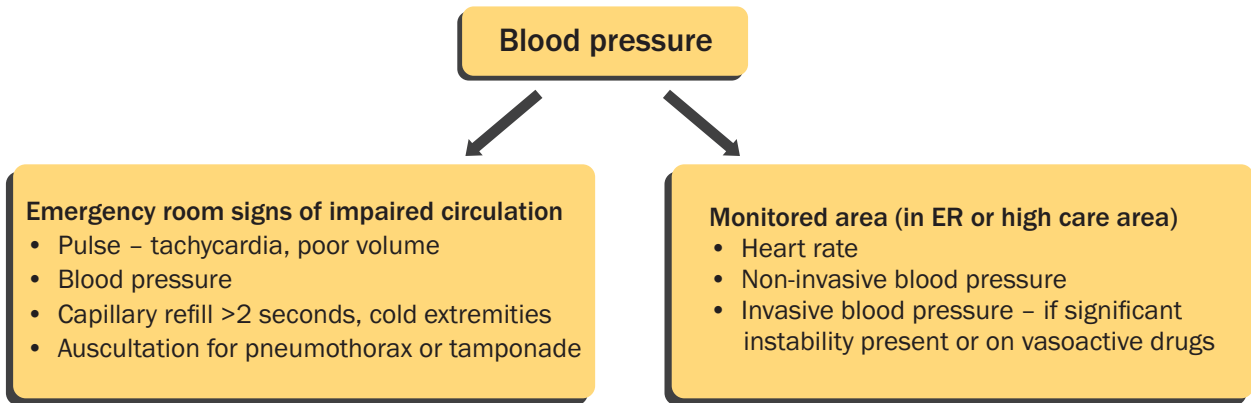 Blood pressure
Emergency room signs of impaired circulation
• Pulse – tachycardia, poor volume
• Blood pressure
• Capillary refill >2 seconds, cold extremities
• Auscultation for pneumothorax or tamponade
Monitored area (in ER or high care area)
• Heart rate
• Non-invasive blood pressure
• Invasive blood pressure – if significant
instability present or on vasoactive drugs